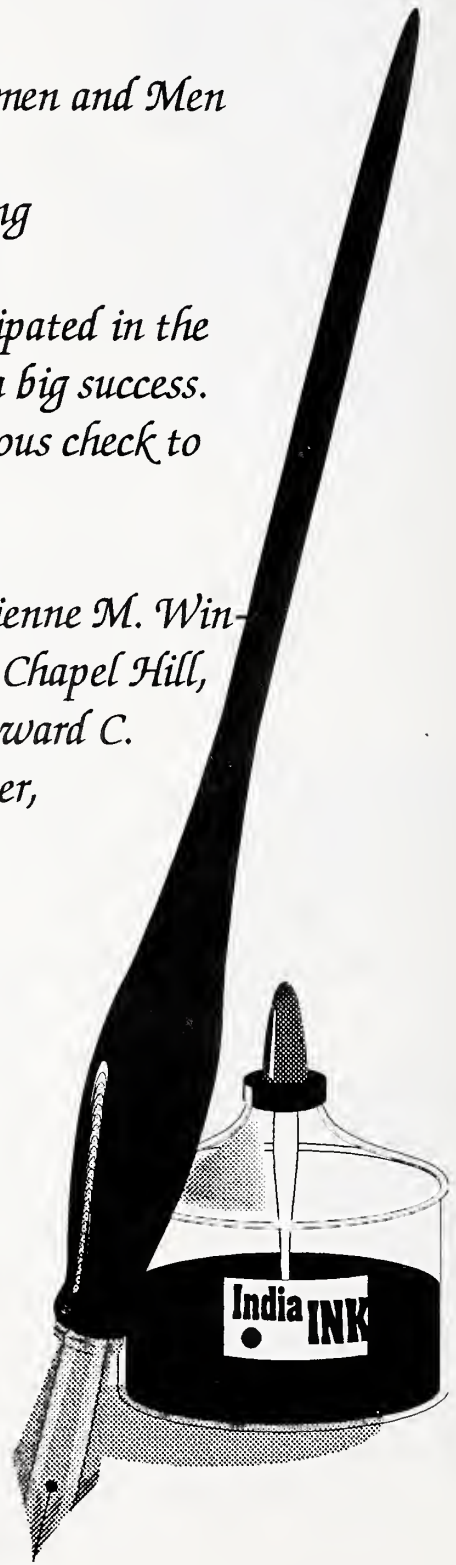 men and Men
ng
ipated in the
a big success.
ous check to
ienne M. Win-
Chapel Hill,
ward C.
er,
India INK